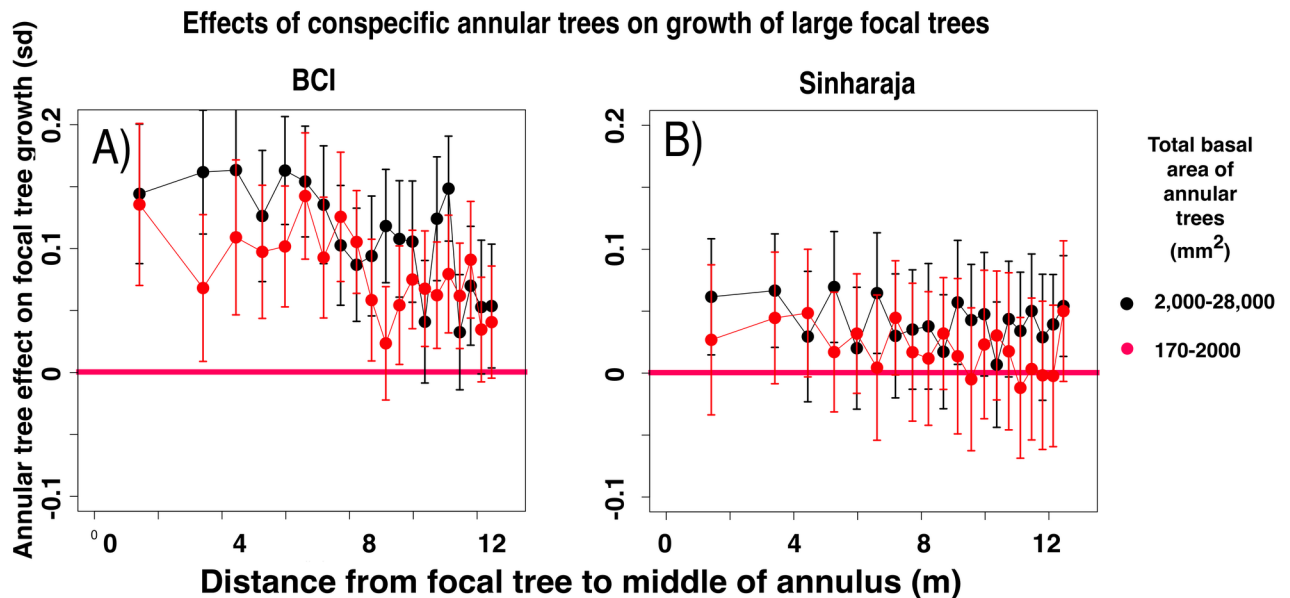 Effects of conspecific annular trees on growth of large focal trees
BCI
Sinharaja
Annular tree effect on focal tree growth (sd)
A)
B)
0.2
0.1
0
-0.1
0.2
0.1
0
-0.1
0 0 4 8 12
0 4 8 12
Distance from focal tree to middle of annulus (m)
Total basal
area of
annular
trees
(mm²)
2,000-28,000
170-2000